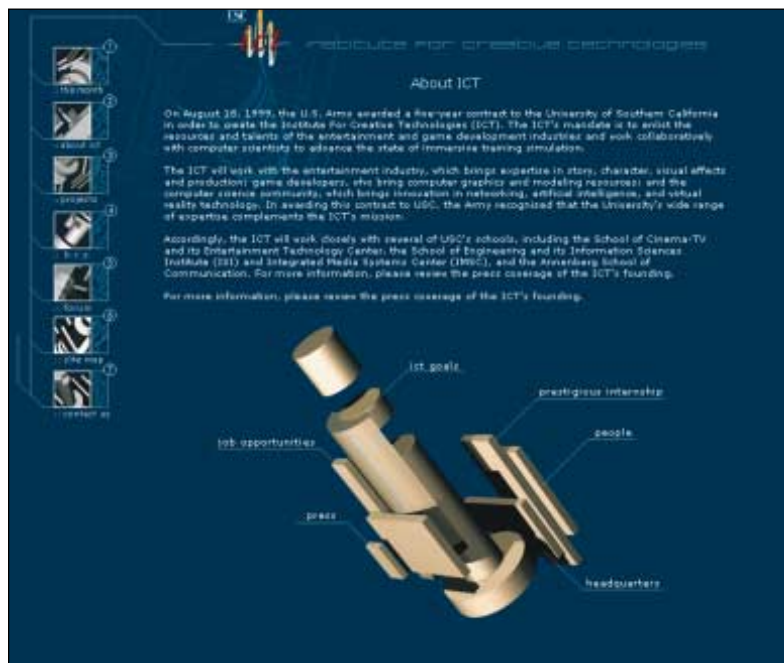 USC
institute for creative technologies
1
the month
2
about ict
3
projects
4
5
forum
6
site map
7
contact us
About ICT
On August 18, 1999, the U.S. Army awarded a five-year contract to the University of Southern California
in order to create the Institute For Creative Technologies (ICT). The ICT's mandate is to enlist the
resources and talents of the entertainment and game development industries and work collaboratively
with computer scientists to advance the state of immersive training simulation.
The ICT will work with the entertainment industry, which brings expertise in story, character, visual effects
and production; game developers, who bring computer graphics and modeling resources; and the
computer science community, which brings innovation in networking, artificial intelligence, and virtual
reality technology. In awarding this contract to USC, the Army recognized that the University's wide range
of expertise complements the ICT's mission.
Accordingly, the ICT will work closely with several of USC's schools, including the School of Cinema-TV
and its Entertainment Technology Center, the School of Engineering and its Information Sciences
Institute (ISI) and Integrated Media Systems Center (IMSC), and the Annenberg School of
Communication. For more information, please review the press coverage of the ICT's founding.
For more information, please review the press coverage of the ICT's founding.
ict goals
prestigious internship
job opportunities
people
press
headquarters